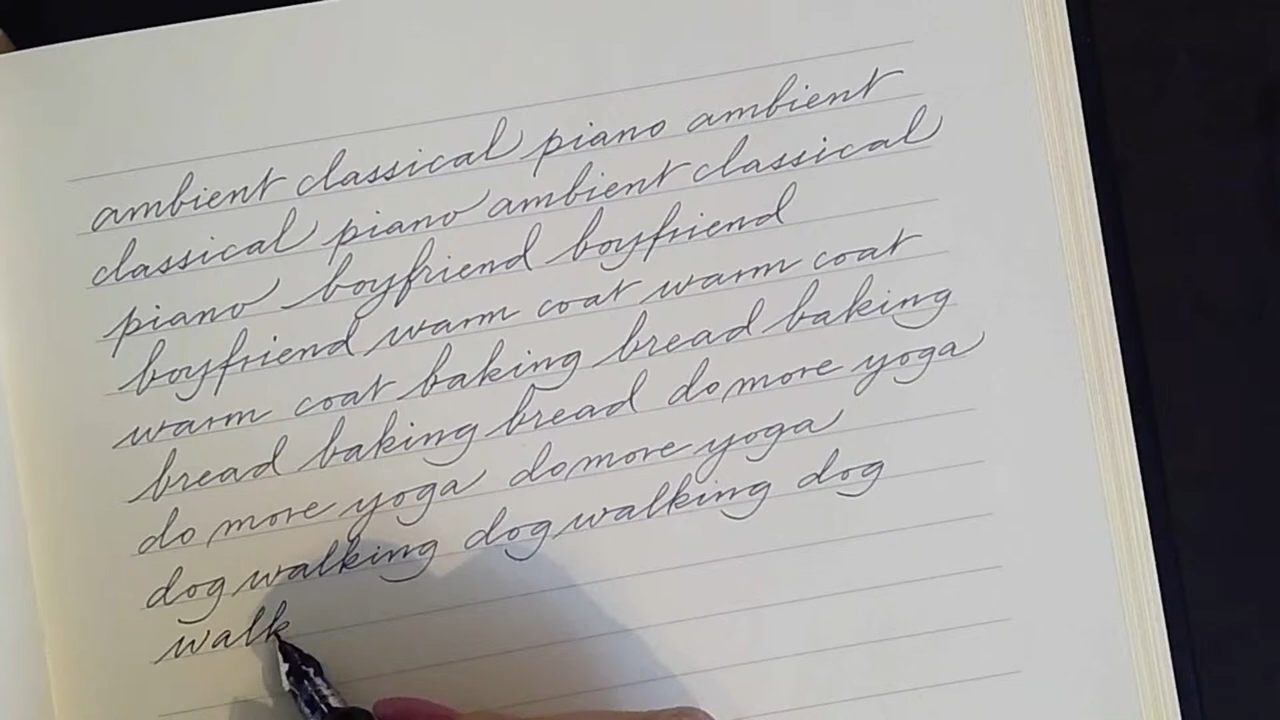 ambient classical piano ambient
classical piano ambient classical
piano boyfriend boyfriend
boyfriend warm coat warm coat
warm coat baking bread baking
bread baking bread do more yoga
do more yoga do more yoga
dog walking dog walking dog
walk